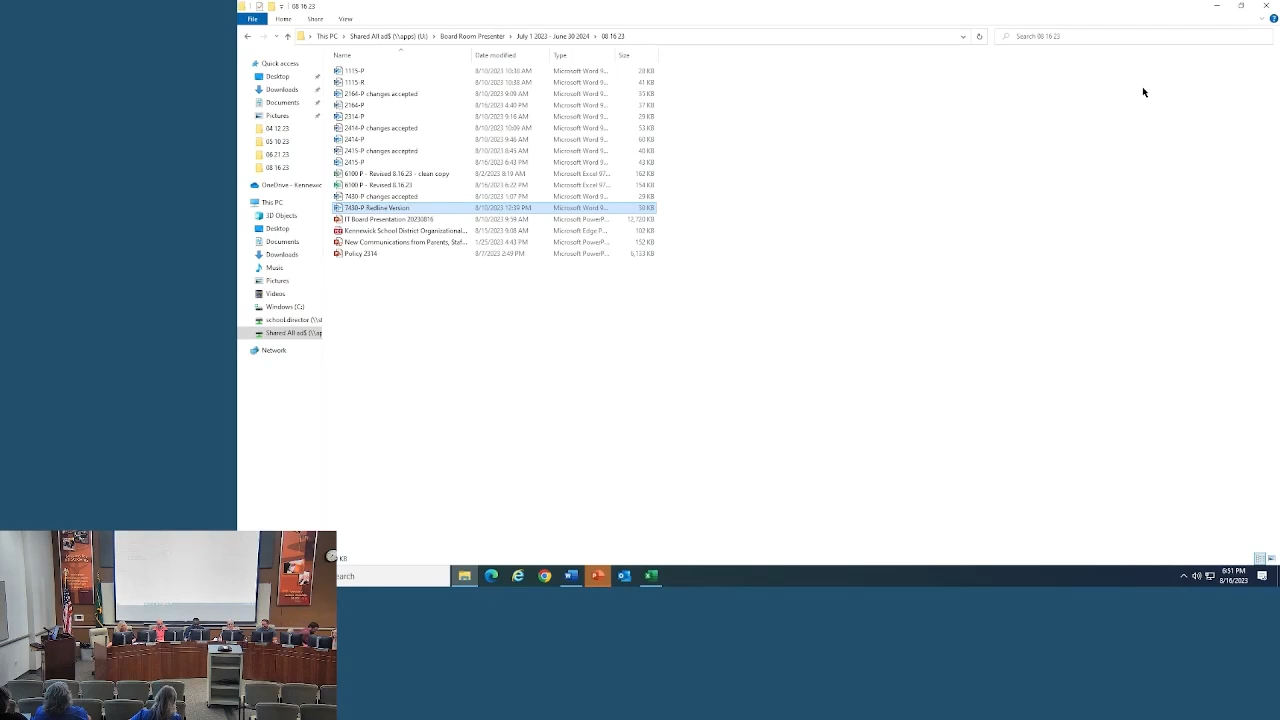 08 16 23
File Home Share View
This PC Shared All ad$ (\\apps) (U:) Board Room Presenter July 1 2023 - June 30 2024 08 16 23
Search 08 16 23
Name Date modified Type Size
Quick access
Desktop
Downloads
Documents
Pictures
04 12 23
05 10 23
06 21 23
08 16 23
OneDrive - Kennewic
This PC
3D Objects
Desktop
Documents
Downloads
Music
Pictures
Videos
Windows (C:)
school.director (\\s
Shared All ad$ (\\ap
Network
1115-P 8/10/2023 10:38 AM Microsoft Word 9... 28 KB
1115-R 8/10/2023 10:38 AM Microsoft Word 9... 41 KB
2164-P changes accepted 8/10/2023 9:09 AM Microsoft Word 9... 35 KB
2164-P 8/16/2023 4:40 PM Microsoft Word 9... 37 KB
2314-P 8/10/2023 9:16 AM Microsoft Word 9... 29 KB
2414-P changes accepted 8/10/2023 10:09 AM Microsoft Word 9... 53 KB
2414-P 8/10/2023 9:46 AM Microsoft Word 9... 60 KB
2415-P changes accepted 8/10/2023 8:45 AM Microsoft Word 9... 40 KB
2415-P 8/16/2023 6:43 PM Microsoft Word 9... 43 KB
6100 P - Revised 8.16.23 - clean copy 8/2/2023 8:19 AM Microsoft Excel 97... 162 KB
6100 P - Revised 8.16.23 8/16/2023 6:22 PM Microsoft Excel 97... 154 KB
7430-P changes accepted 8/10/2023 1:07 PM Microsoft Word 9... 29 KB
7430-P Redline Version 8/10/2023 12:39 PM Microsoft Word 9... 50 KB
IT Board Presentation 20230816 8/10/2023 9:59 AM Microsoft PowerP... 12,720 KB
Kennewick School District Organizational... 8/15/2023 9:08 AM Microsoft Edge P... 102 KB
New Communications from Parents, Staf... 1/25/2023 4:43 PM Microsoft PowerP... 152 KB
Policy 2314 8/7/2023 2:49 PM Microsoft PowerP... 6,133 KB
KB
earch
6:51 PM
8/16/2023